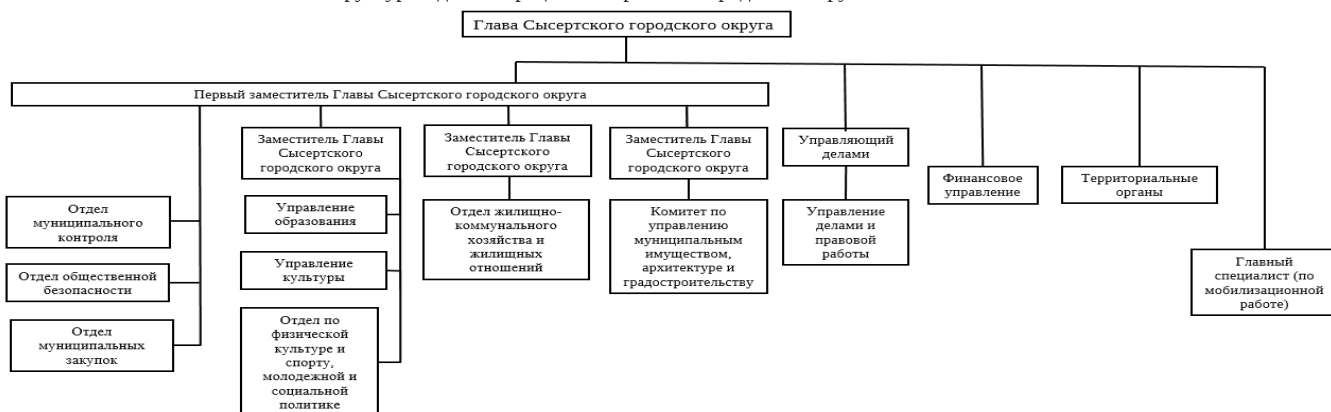 Глава Сысертского городского округа
Первый заместитель Главы Сысертского городского округа
Заместитель Главы
Сысертского
городского округа
Заместитель Главы
Сысертского
городского округа
Заместитель Главы
Сысертского
городского округа
Управляющий
делами
Финансовое
управление
Территориальные
органы
Отдел
муниципального
контроля
Управление
образования
Отдел жилищно-
коммунального
хозяйства и
жилищных
отношений
Комитет по
управлению
муниципальным
имуществом,
архитектуре и
градостроительству
Управление
делами и
правовой
работы
Отдел общественной
безопасности
Управление
культуры
Главный
специалист (по
мобилизационной
работе)
Отдел
муниципальных
закупок
Отдел по
физической
культуре и
спорту,
молодежной и
социальной
политике